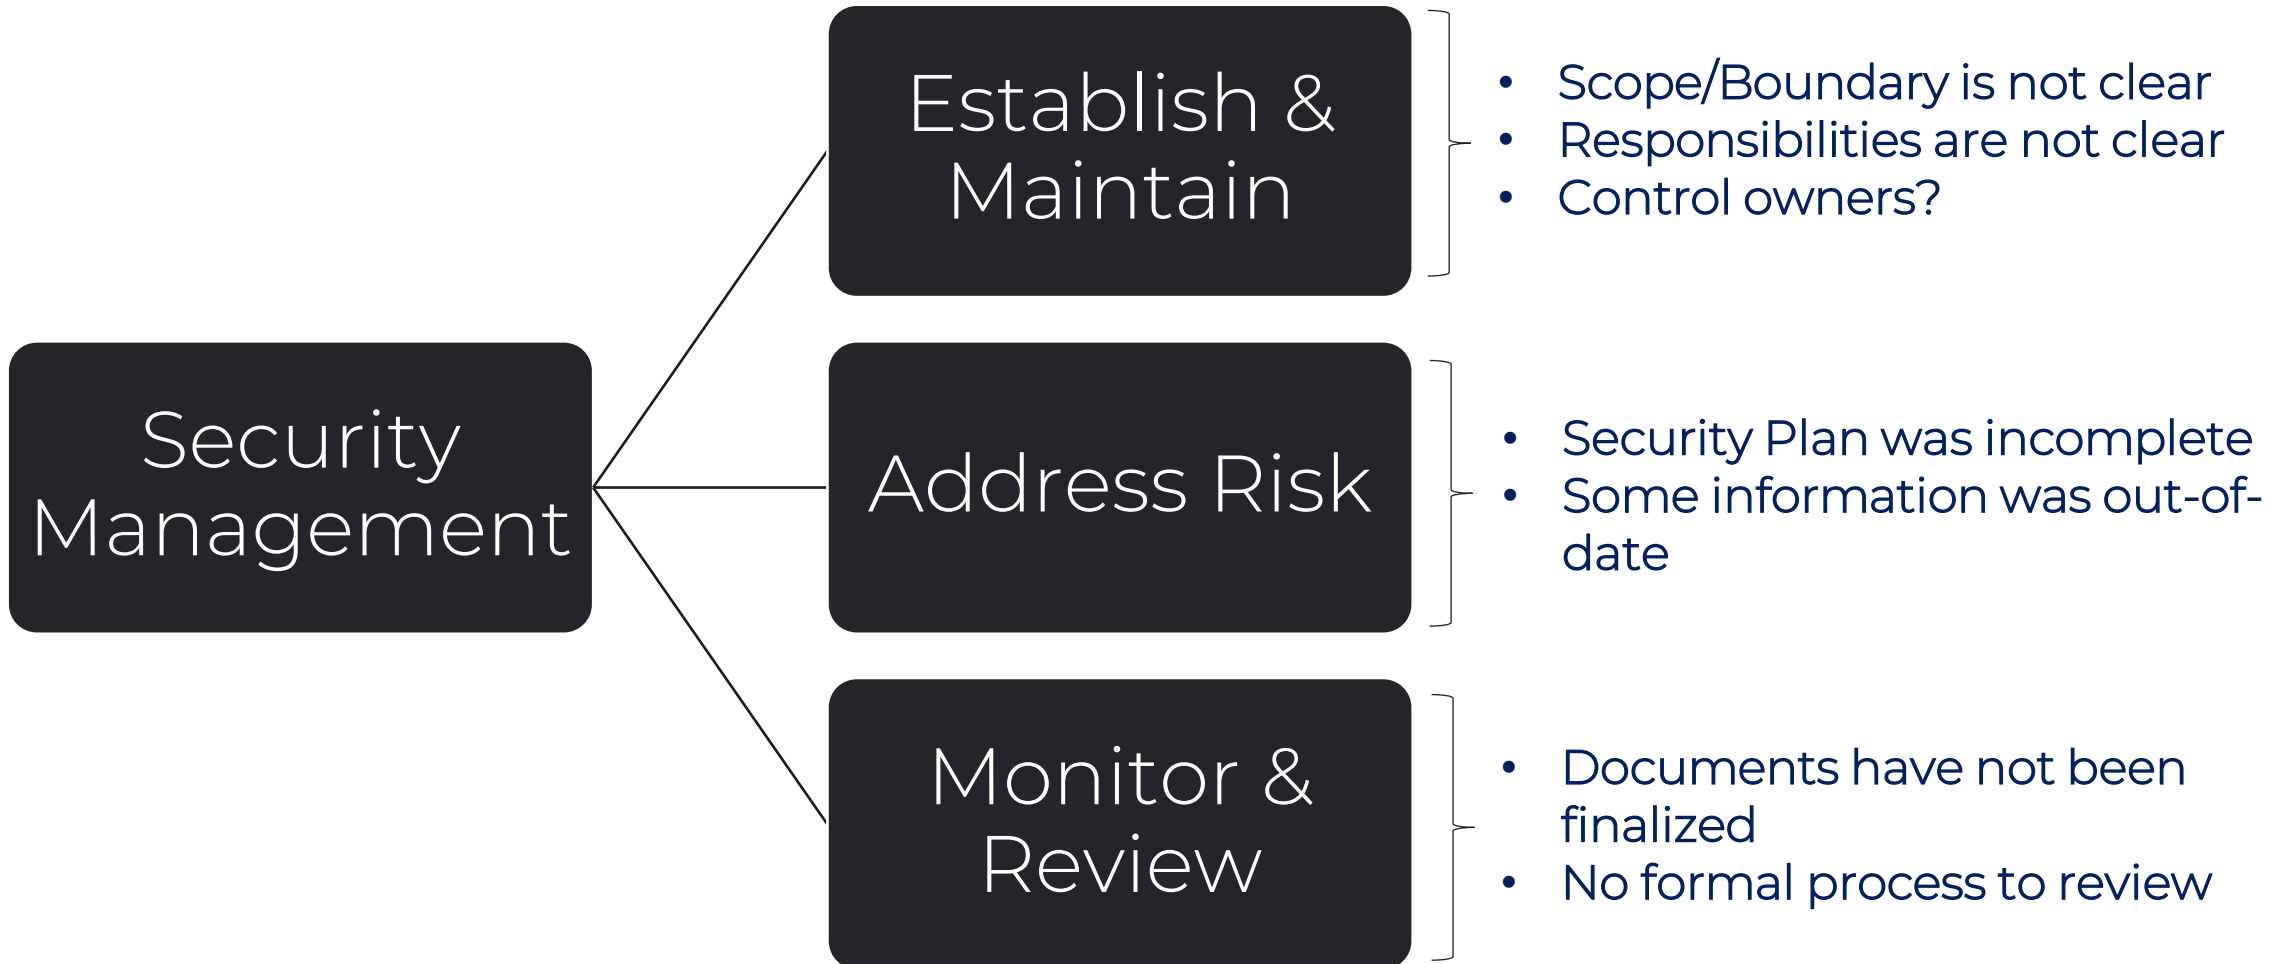 Security
Management
Establish &
Maintain
• Scope/Boundary is not clear
• Responsibilities are not clear
• Control owners?
Address Risk
• Security Plan was incomplete
• Some information was out-of-
date
Monitor &
Review
• Documents have not been
finalized
• No formal process to review